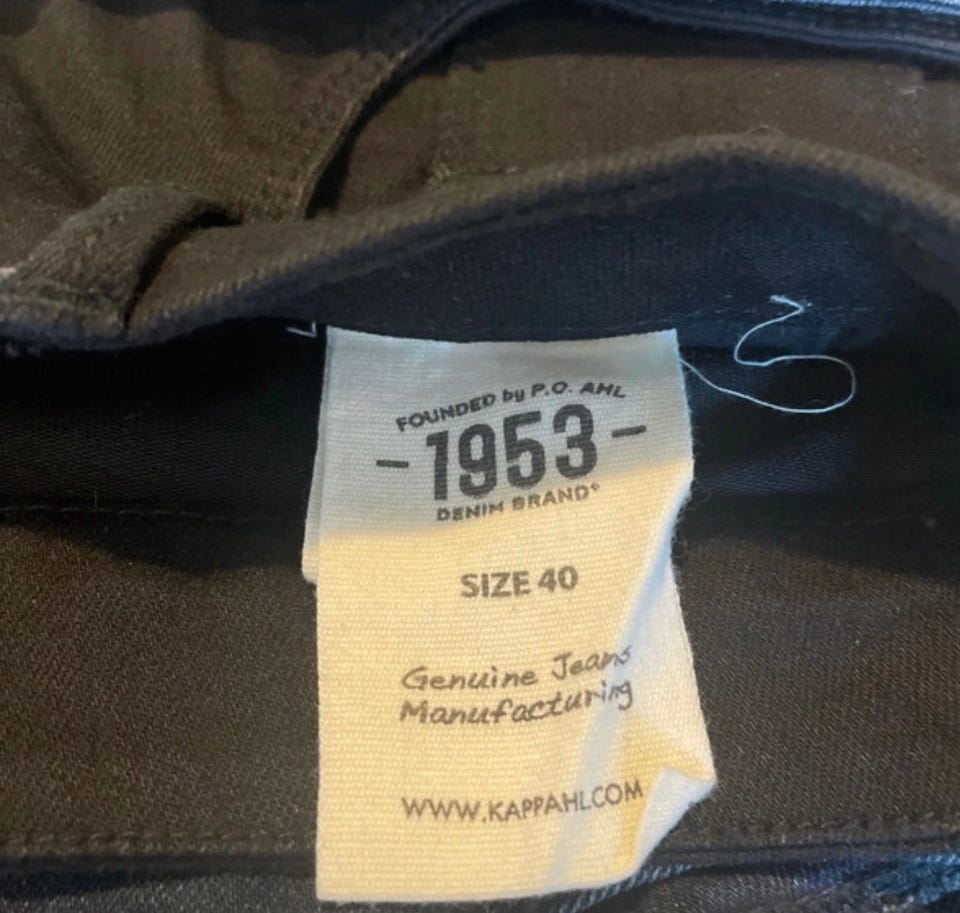 FOUNDED by P.O. AHL
- 1953 -
DENIM BRAND®
SIZE 40
Genuine Jeans
Manufacturing
WWW.KAPPAHL.COM